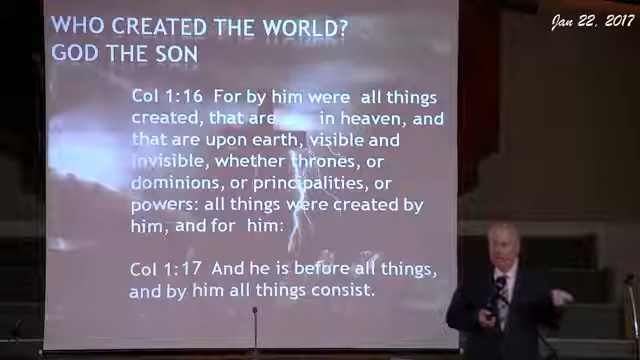 WHO CREATED THE WORLD?
GOD THE SON
Jan 22, 2017
Col 1:16 For by him were all things
created, that are in heaven, and
that are upon earth, visible and
invisible, whether thrones, or
dominions, or principalities, or
powers: all things were created by
him, and for him:
Col 1:17 And he is before all things,
and by him all things consist.